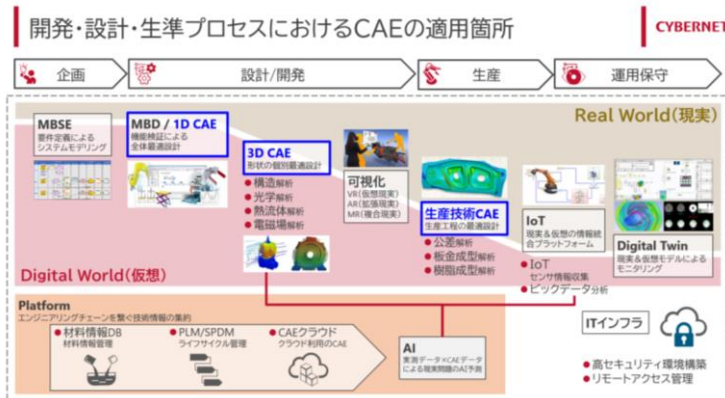 開発・設計・生準プロセスにおけるCAEの適用箇所
CYBERNET
企画
設計/開発
生産
運用保守
Real World(現実)
MBSE
要件定義による
システムモデリング
MBD / 1D CAE
機能検証による
全体最適設計
3D CAE
形状の個別最適設計
●構造解析
●光学解析
●熱流体解析
●電磁場解析
可視化
VR(仮想現実)
AR(拡張現実)
MR(複合現実)
生産技術CAE
生産工程の最適設計
●公差解析
●板金成型解析
●樹脂成型解析
IoT
現実&仮想の情報統
合プラットフォーム
●IoT
センサ情報収集
●ビックデータ分析
Digital Twin
現実&仮想モデルによる
モニタリング
Digital World(仮想)
Platform
エンジニアリングチェーンを繋ぐ技術情報の集約
●材料情報DB
材料情報管理
●PLM/SPDM
ライフサイクル管理
●CAEクラウド
クラウド利用のCAE
AI
実測データ×CAEデータ
による現実問題のAI予測
ITインフラ
●高セキュリティ環境構築
●リモートアクセス管理